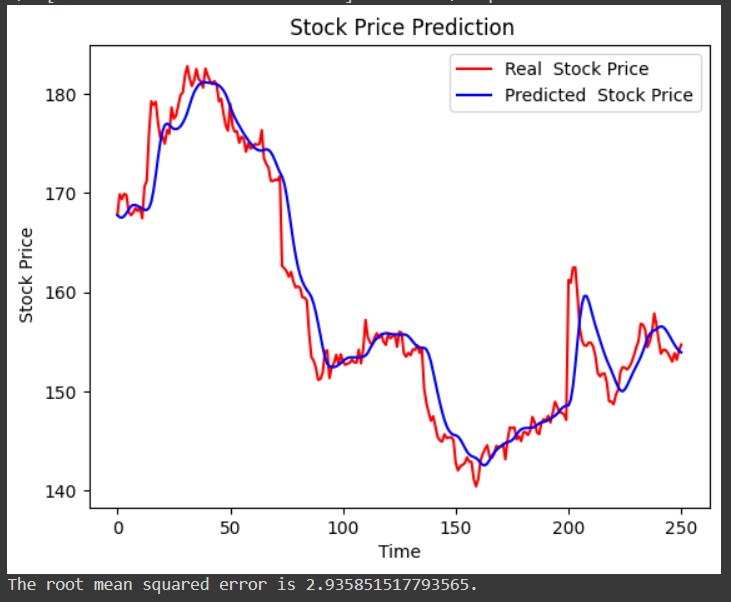 Stock Price Prediction
Real  Stock Price
Predicted  Stock Price
Stock Price
180
170
160
150
140
0 50 100 150 200 250
Time
The root mean squared error is 2.935851517793565.